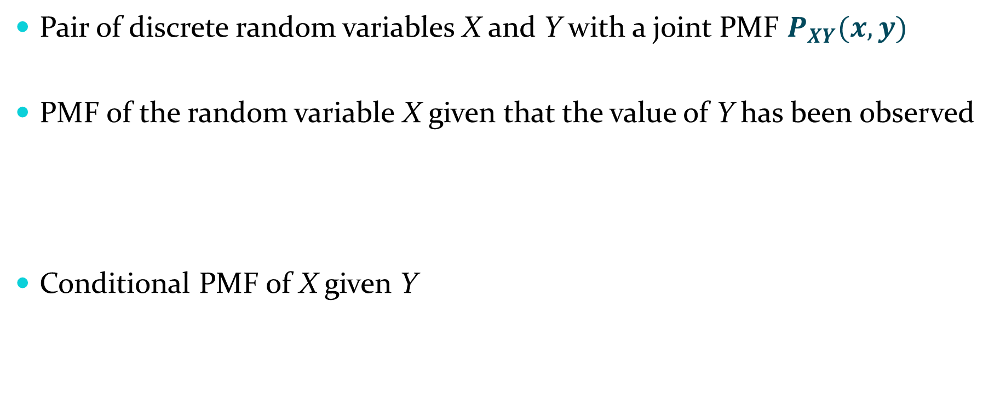 • Pair of discrete random variables X and Y with a joint PMF P_{XY}(x, y)
• PMF of the random variable X given that the value of Y has been observed
• Conditional PMF of X given Y